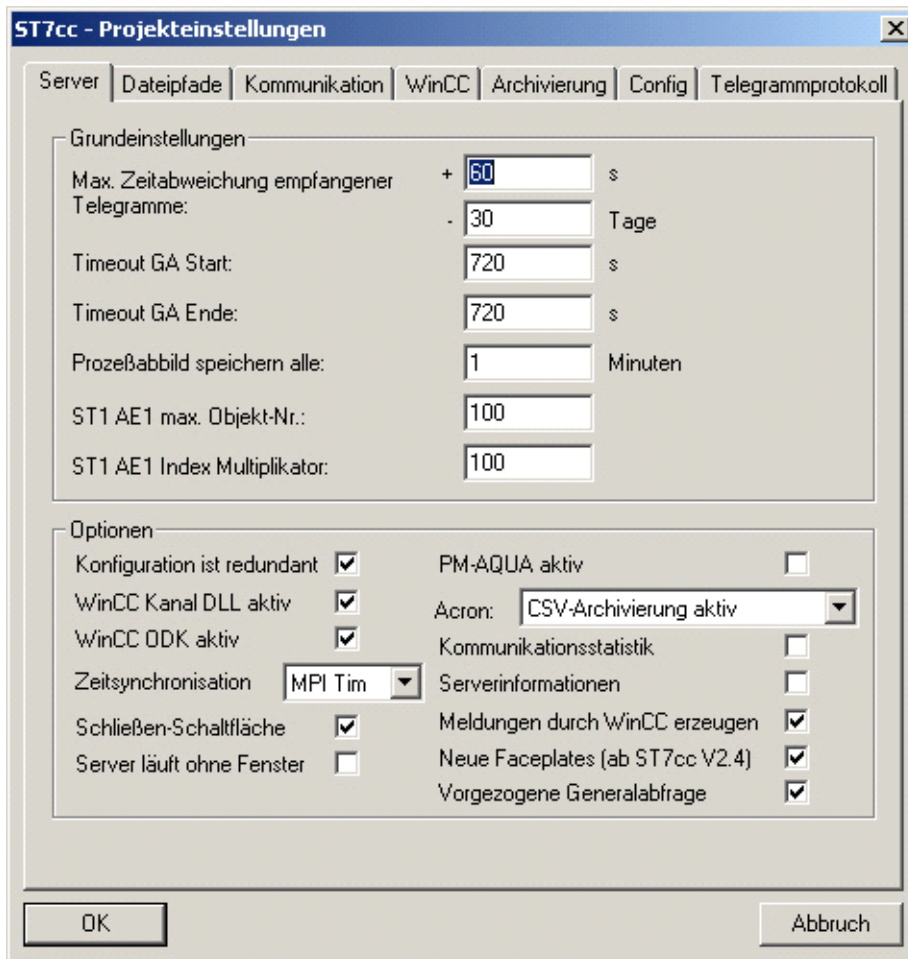 ST7cc - Projekteinstellungen
Server Dateipfade Kommunikation WinCC Archivierung Config Telegrammprotokoll
Grundeinstellungen
Max. Zeitabweichung empfangener + 60 s
Telegramme:
- 30 Tage
Timeout GA Start: 720 s
Timeout GA Ende: 720 s
Prozeßabbild speichern alle: 1 Minuten
ST1 AE1 max. Objekt-Nr.: 100
ST1 AE1 Index Multiplikator: 100
Optionen
Konfiguration ist redundant PM-AQUA aktiv
WinCC Kanal DLL aktiv Acron: CSV-Archivierung aktiv
WinCC ODK aktiv Kommunikationsstatistik
Zeitsynchronisation MPI Tim Serverinformationen
Schließen-Schaltfläche Meldungen durch WinCC erzeugen
Server läuft ohne Fenster Neue Faceplates (ab ST7cc V2.4)
Vorgezogene Generalabfrage
OK Abbruch